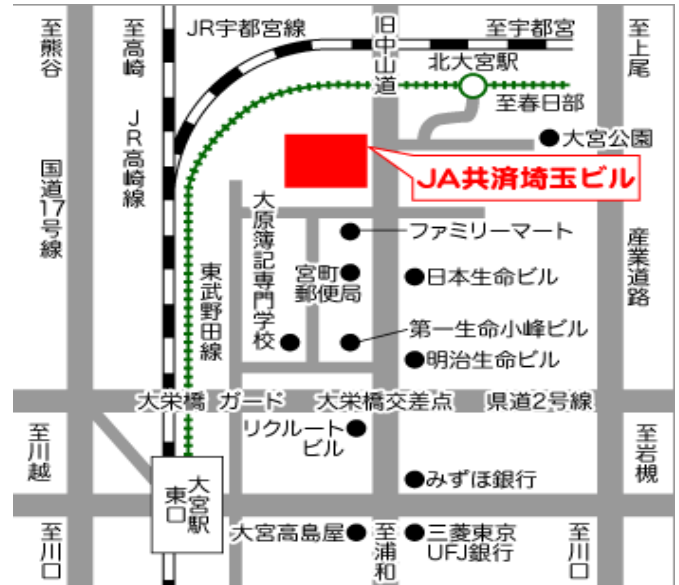 至熊谷
至高崎
JR宇都宮線
旧中山道
至宇都宮
至上尾
北大宮駅
至春日部
JR高崎線
大宮公園
国道17号線
JA共済埼玉ビル
大原簿記専門学校
ファミリーマート
産業道路
東武野田線
宮町
郵便局
日本生命ビル
第一生命小峰ビル
明治生命ビル
大栄橋 ガード
大栄橋交差点
県道2号線
至川越
リクルート
ビル
至岩槻
大宮駅
東口
みずほ銀行
至川口
大宮高島屋
至浦和
三菱東京
UFJ銀行
至川口